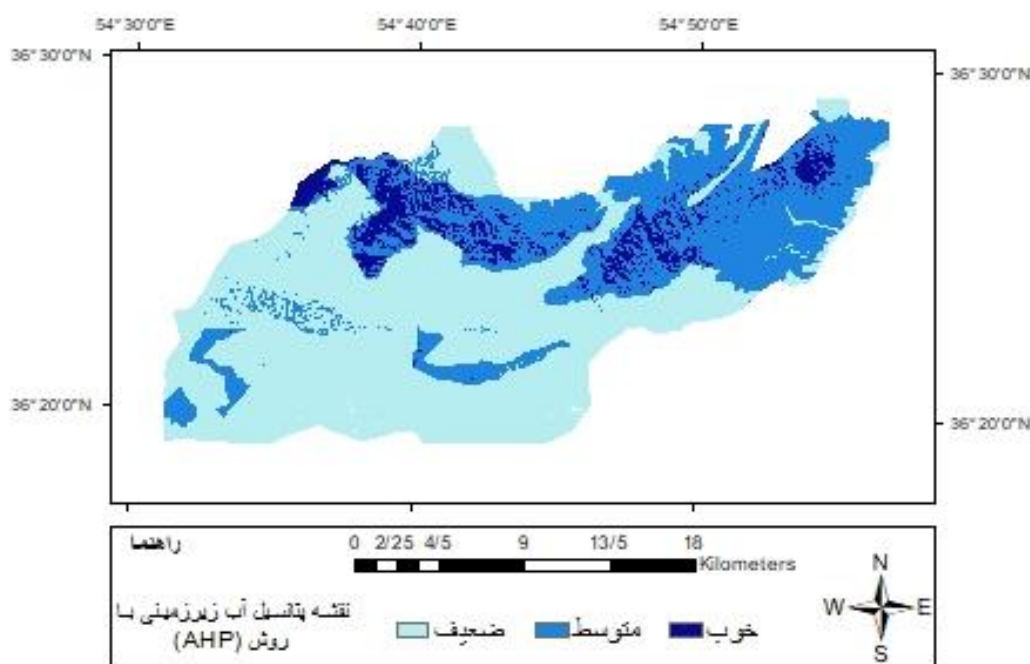 54°30'0"E 54°40'0"E 54°50'0"E
36°30'0"N 36°30'0"N
36°20'0"N 36°20'0"N
راهنما
0 2/25 4/5 9 13/5 18
Kilometers
N
W E
S
نقشه پتانسیل آب زیرزمینی با
روش (AHP)
ضعیف متوسط خوب